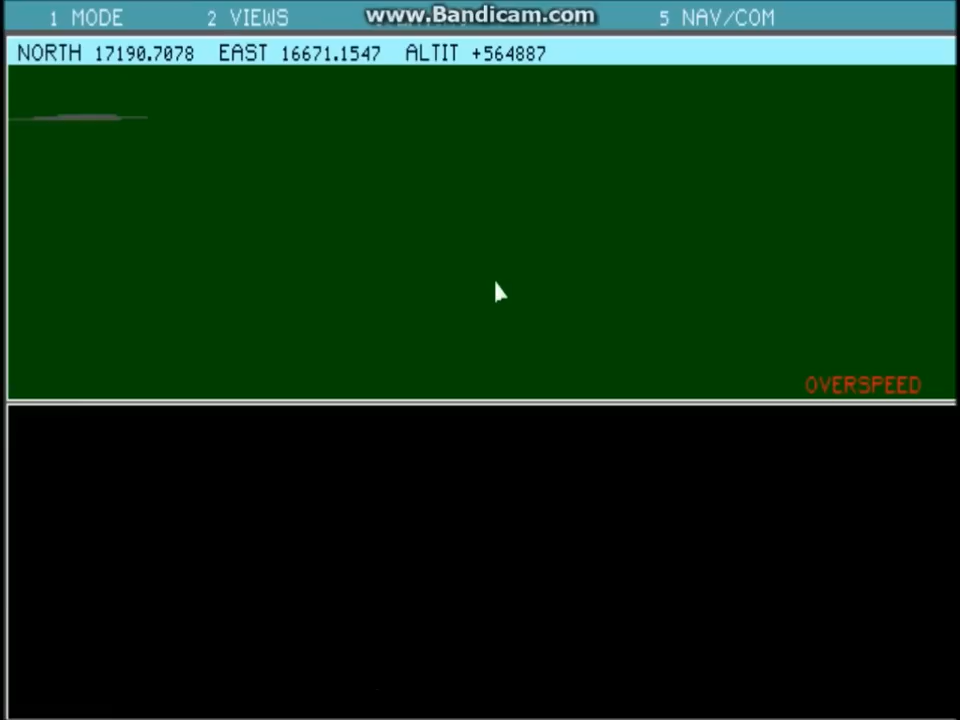 1 MODE 2 VIEWS www.Bandicam.com 5 NAV/COM
NORTH 17190.7078 EAST 16671.1547 ALTIT +564887
OVERSPEED